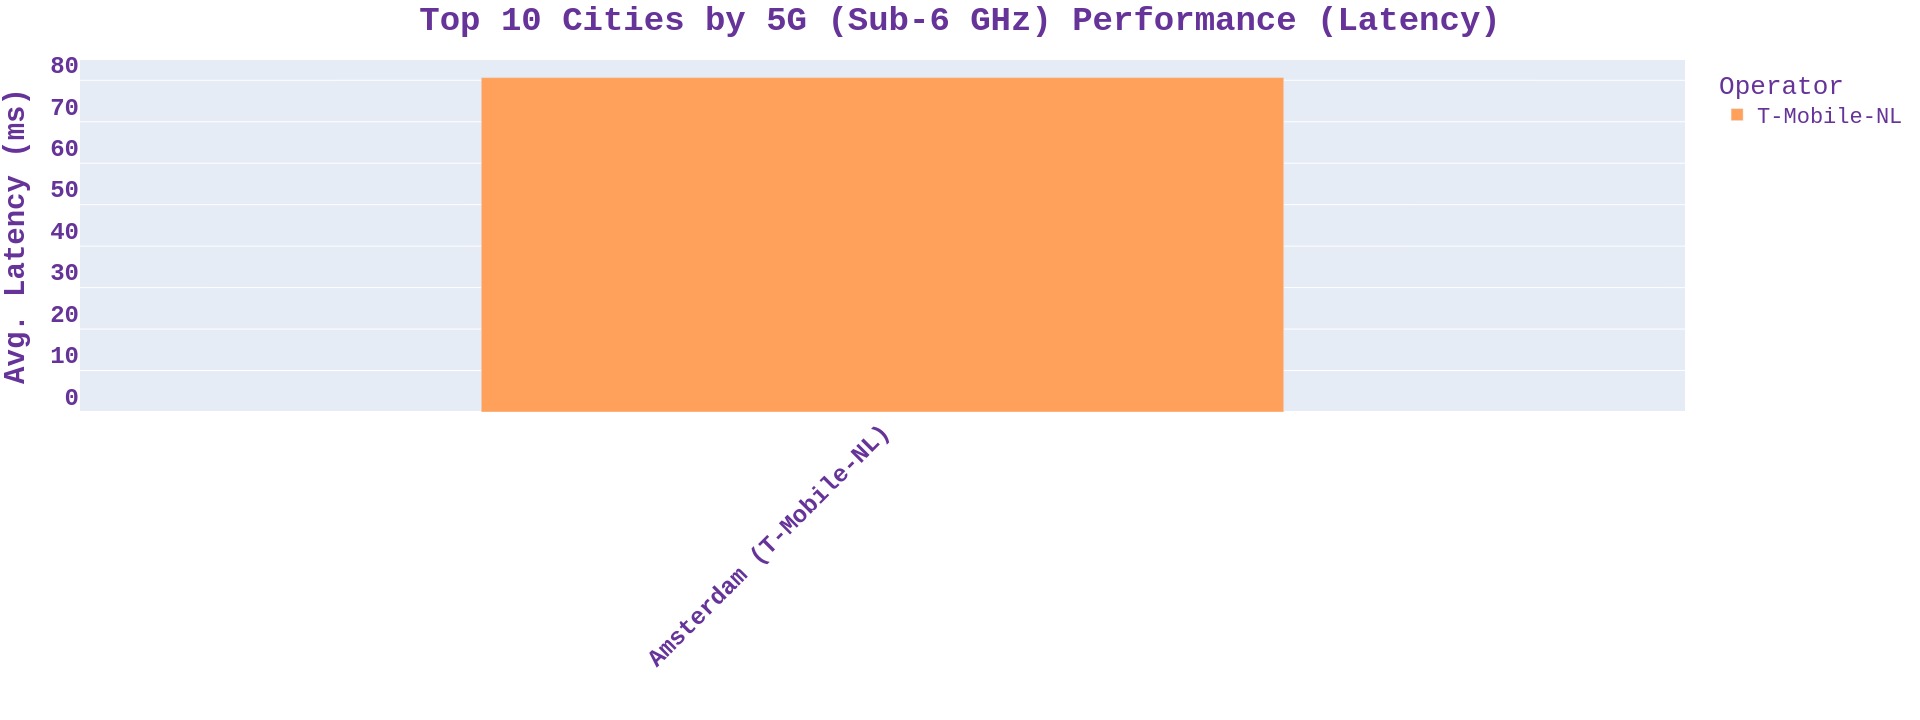 Top 10 Cities by 5G (Sub-6 GHz) Performance (Latency)
Avg. Latency (ms)
80
70
60
50
40
30
20
10
0
Amsterdam (T-Mobile-NL)
Operator
T-Mobile-NL